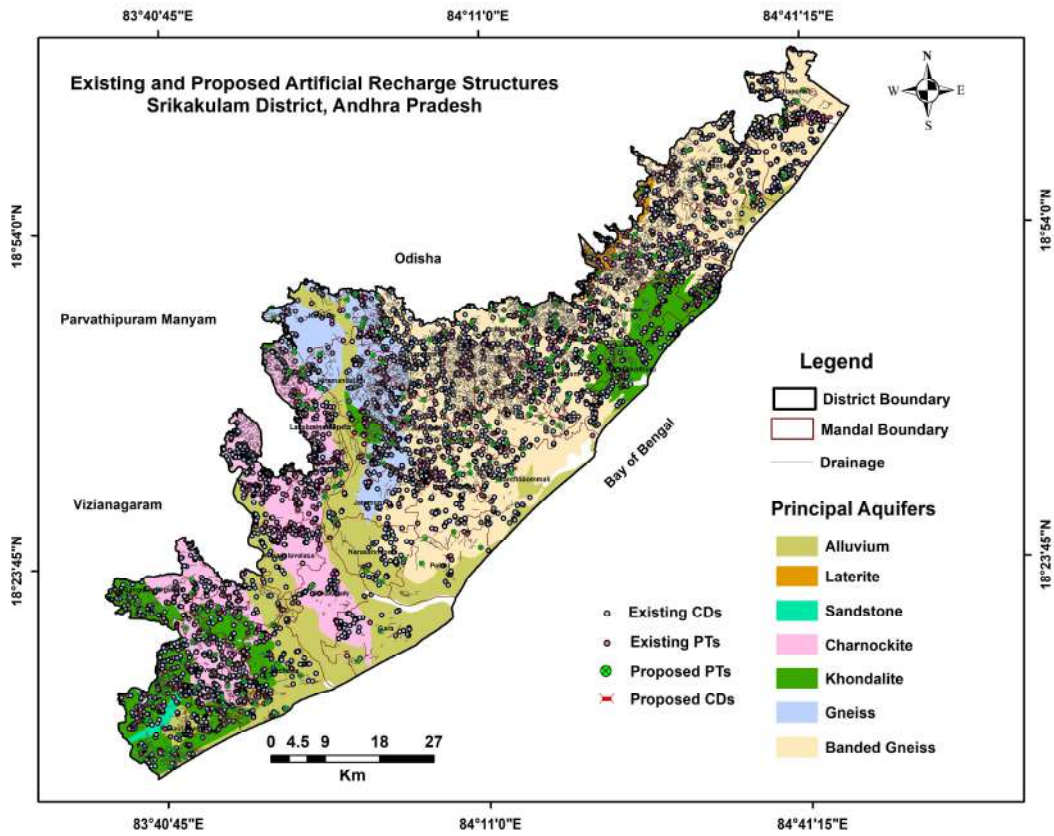 83°40'45"E 84°11'0"E 84°41'15"E
Existing and Proposed Artificial Recharge Structures
Srikakulam District, Andhra Pradesh
N
W E
S
18°54'0"N
18°54'0"N
Odisha
Parvathipuram Manyam
Vizianagaram
Bay of Bengal
18°23'45"N
18°23'45"N
Legend
District Boundary
Mandal Boundary
Drainage
Principal Aquifers
Alluvium
Laterite
Sandstone
Charnockite
Khondalite
Gneiss
Banded Gneiss
Existing CDs
Existing PTs
Proposed PTs
Proposed CDs
0 4.5 9 18 27
Km
83°40'45"E 84°11'0"E 84°41'15"E